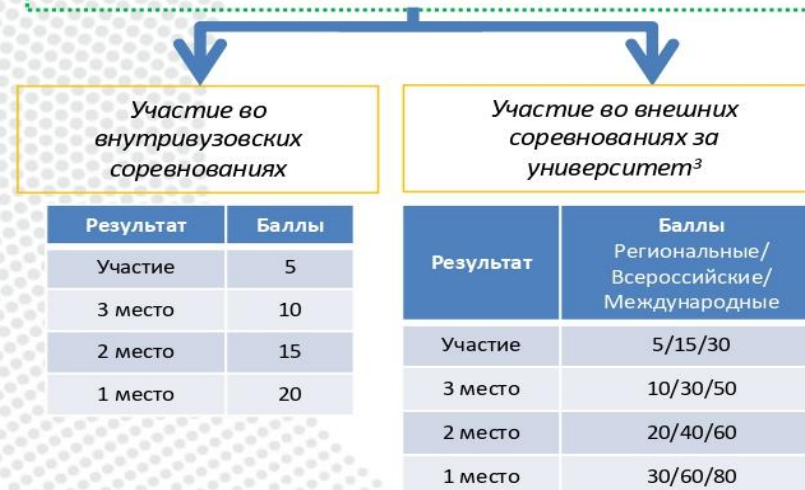 Участие во
внутривузовских
соревнованиях
Результат Баллы
Участие 5
3 место 10
2 место 15
1 место 20
Участие во внешних
соревнованиях за
университет³
Результат
Баллы
Региональные/
Всероссийские/
Международные
Участие 5/15/30
3 место 10/30/50
2 место 20/40/60
1 место 30/60/80